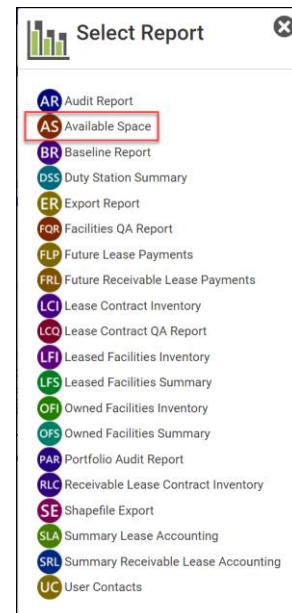 Select Report
AR Audit Report
AS Available Space
BR Baseline Report
DSS Duty Station Summary
ER Export Report
FQR Facilities QA Report
FLP Future Lease Payments
FRL Future Receivable Lease Payments
LCI Lease Contract Inventory
LCQ Lease Contract QA Report
LFI Leased Facilities Inventory
LFS Leased Facilities Summary
OFI Owned Facilities Inventory
OFS Owned Facilities Summary
PAR Portfolio Audit Report
RLC Receivable Lease Contract Inventory
SE Shapefile Export
SLA Summary Lease Accounting
SRL Summary Receivable Lease Accounting
UC User Contacts